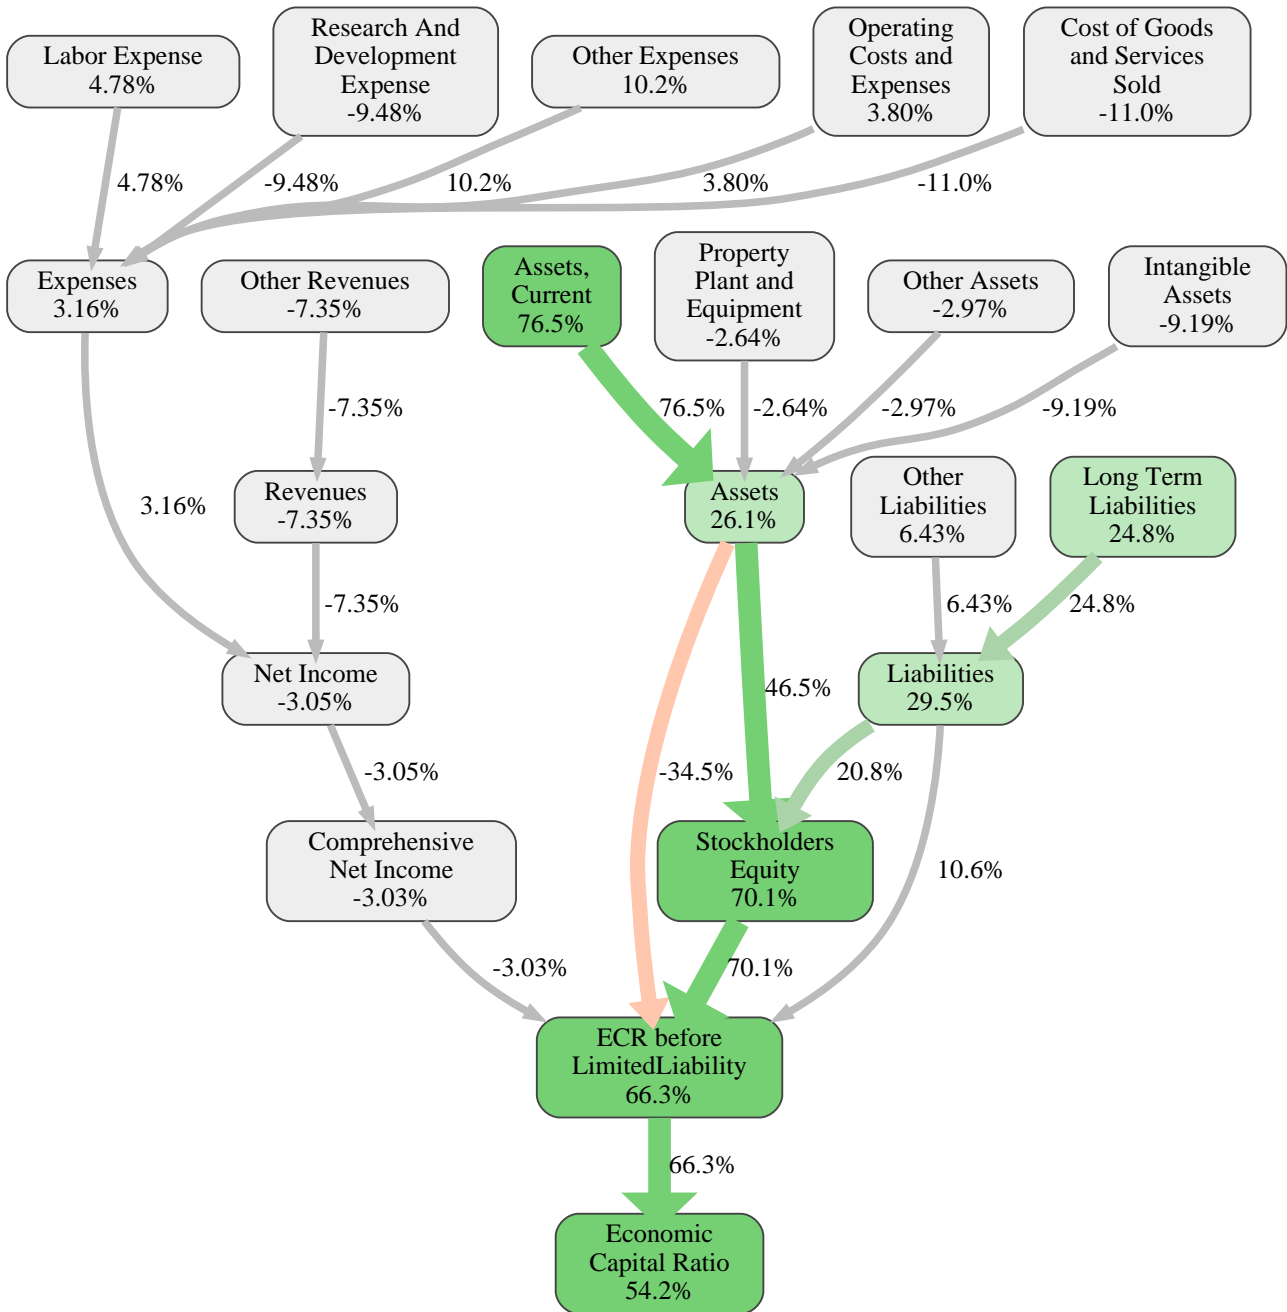 Labor Expense
4.78%
Research And
Development
Expense
-9.48%
Other Expenses
10.2%
Operating
Costs and
Expenses
3.80%
Cost of Goods
and Services
Sold
-11.0%
4.78%
-9.48%
10.2%
3.80%
-11.0%
Expenses
3.16%
Other Revenues
-7.35%
Assets,
Current
76.5%
Property
Plant and
Equipment
-2.64%
Other Assets
-2.97%
Intangible
Assets
-9.19%
-7.35%
76.5%
-2.64%
-2.97%
-9.19%
3.16%
Revenues
-7.35%
Assets
26.1%
Other
Liabilities
6.43%
Long Term
Liabilities
24.8%
-7.35%
6.43%
24.8%
Net Income
-3.05%
46.5%
Liabilities
29.5%
-3.05%
-34.5%
20.8%
Comprehensive
Net Income
-3.03%
Stockholders
Equity
70.1%
10.6%
-3.03%
70.1%
ECR before
LimitedLiability
66.3%
66.3%
Economic
Capital Ratio
54.2%